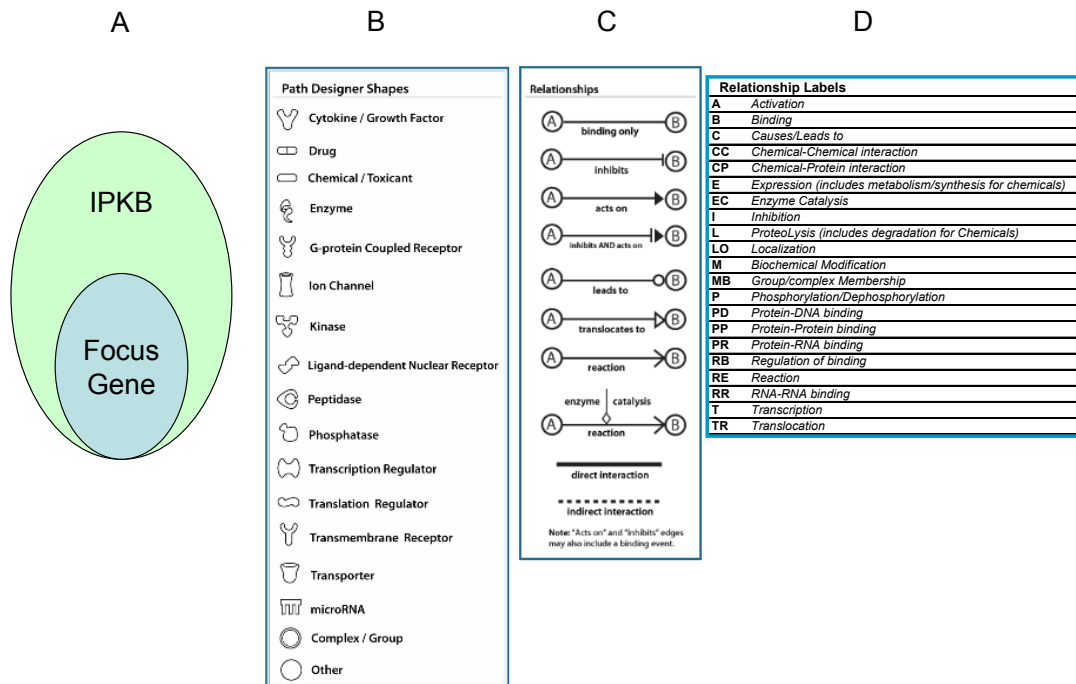 A
B
C
D
IPKB
Focus
Gene
Path Designer Shapes
Cytokine / Growth Factor
Drug
Chemical / Toxicant
Enzyme
G-protein Coupled Receptor
Ion Channel
Kinase
Ligand-dependent Nuclear Receptor
Peptidase
Phosphatase
Transcription Regulator
Translation Regulator
Transmembrane Receptor
Transporter
microRNA
Complex / Group
Other
Relationships
A B
binding only
A B
inhibits
A B
acts on
A B
inhibits AND acts on
A B
leads to
A B
translocates to
A B
reaction
enzyme catalysis
A B
reaction
direct interaction
indirect interaction
Note: "Acts on" and "Inhibits" edges
may also include a binding event.
Relationship Labels
A Activation
B Binding
C Causes/Leads to
CC Chemical-Chemical interaction
CP Chemical-Protein interaction
E Expression (includes metabolism/synthesis for chemicals)
EC Enzyme Catalysis
I Inhibition
L ProteoLysis (includes degradation for Chemicals)
LO Localization
M Biochemical Modification
MB Group/complex Membership
P Phosphorylation/Dephosphorylation
PD Protein-DNA binding
PP Protein-Protein binding
PR Protein-RNA binding
RB Regulation of binding
RE Reaction
RR RNA-RNA binding
T Transcription
TR Translocation